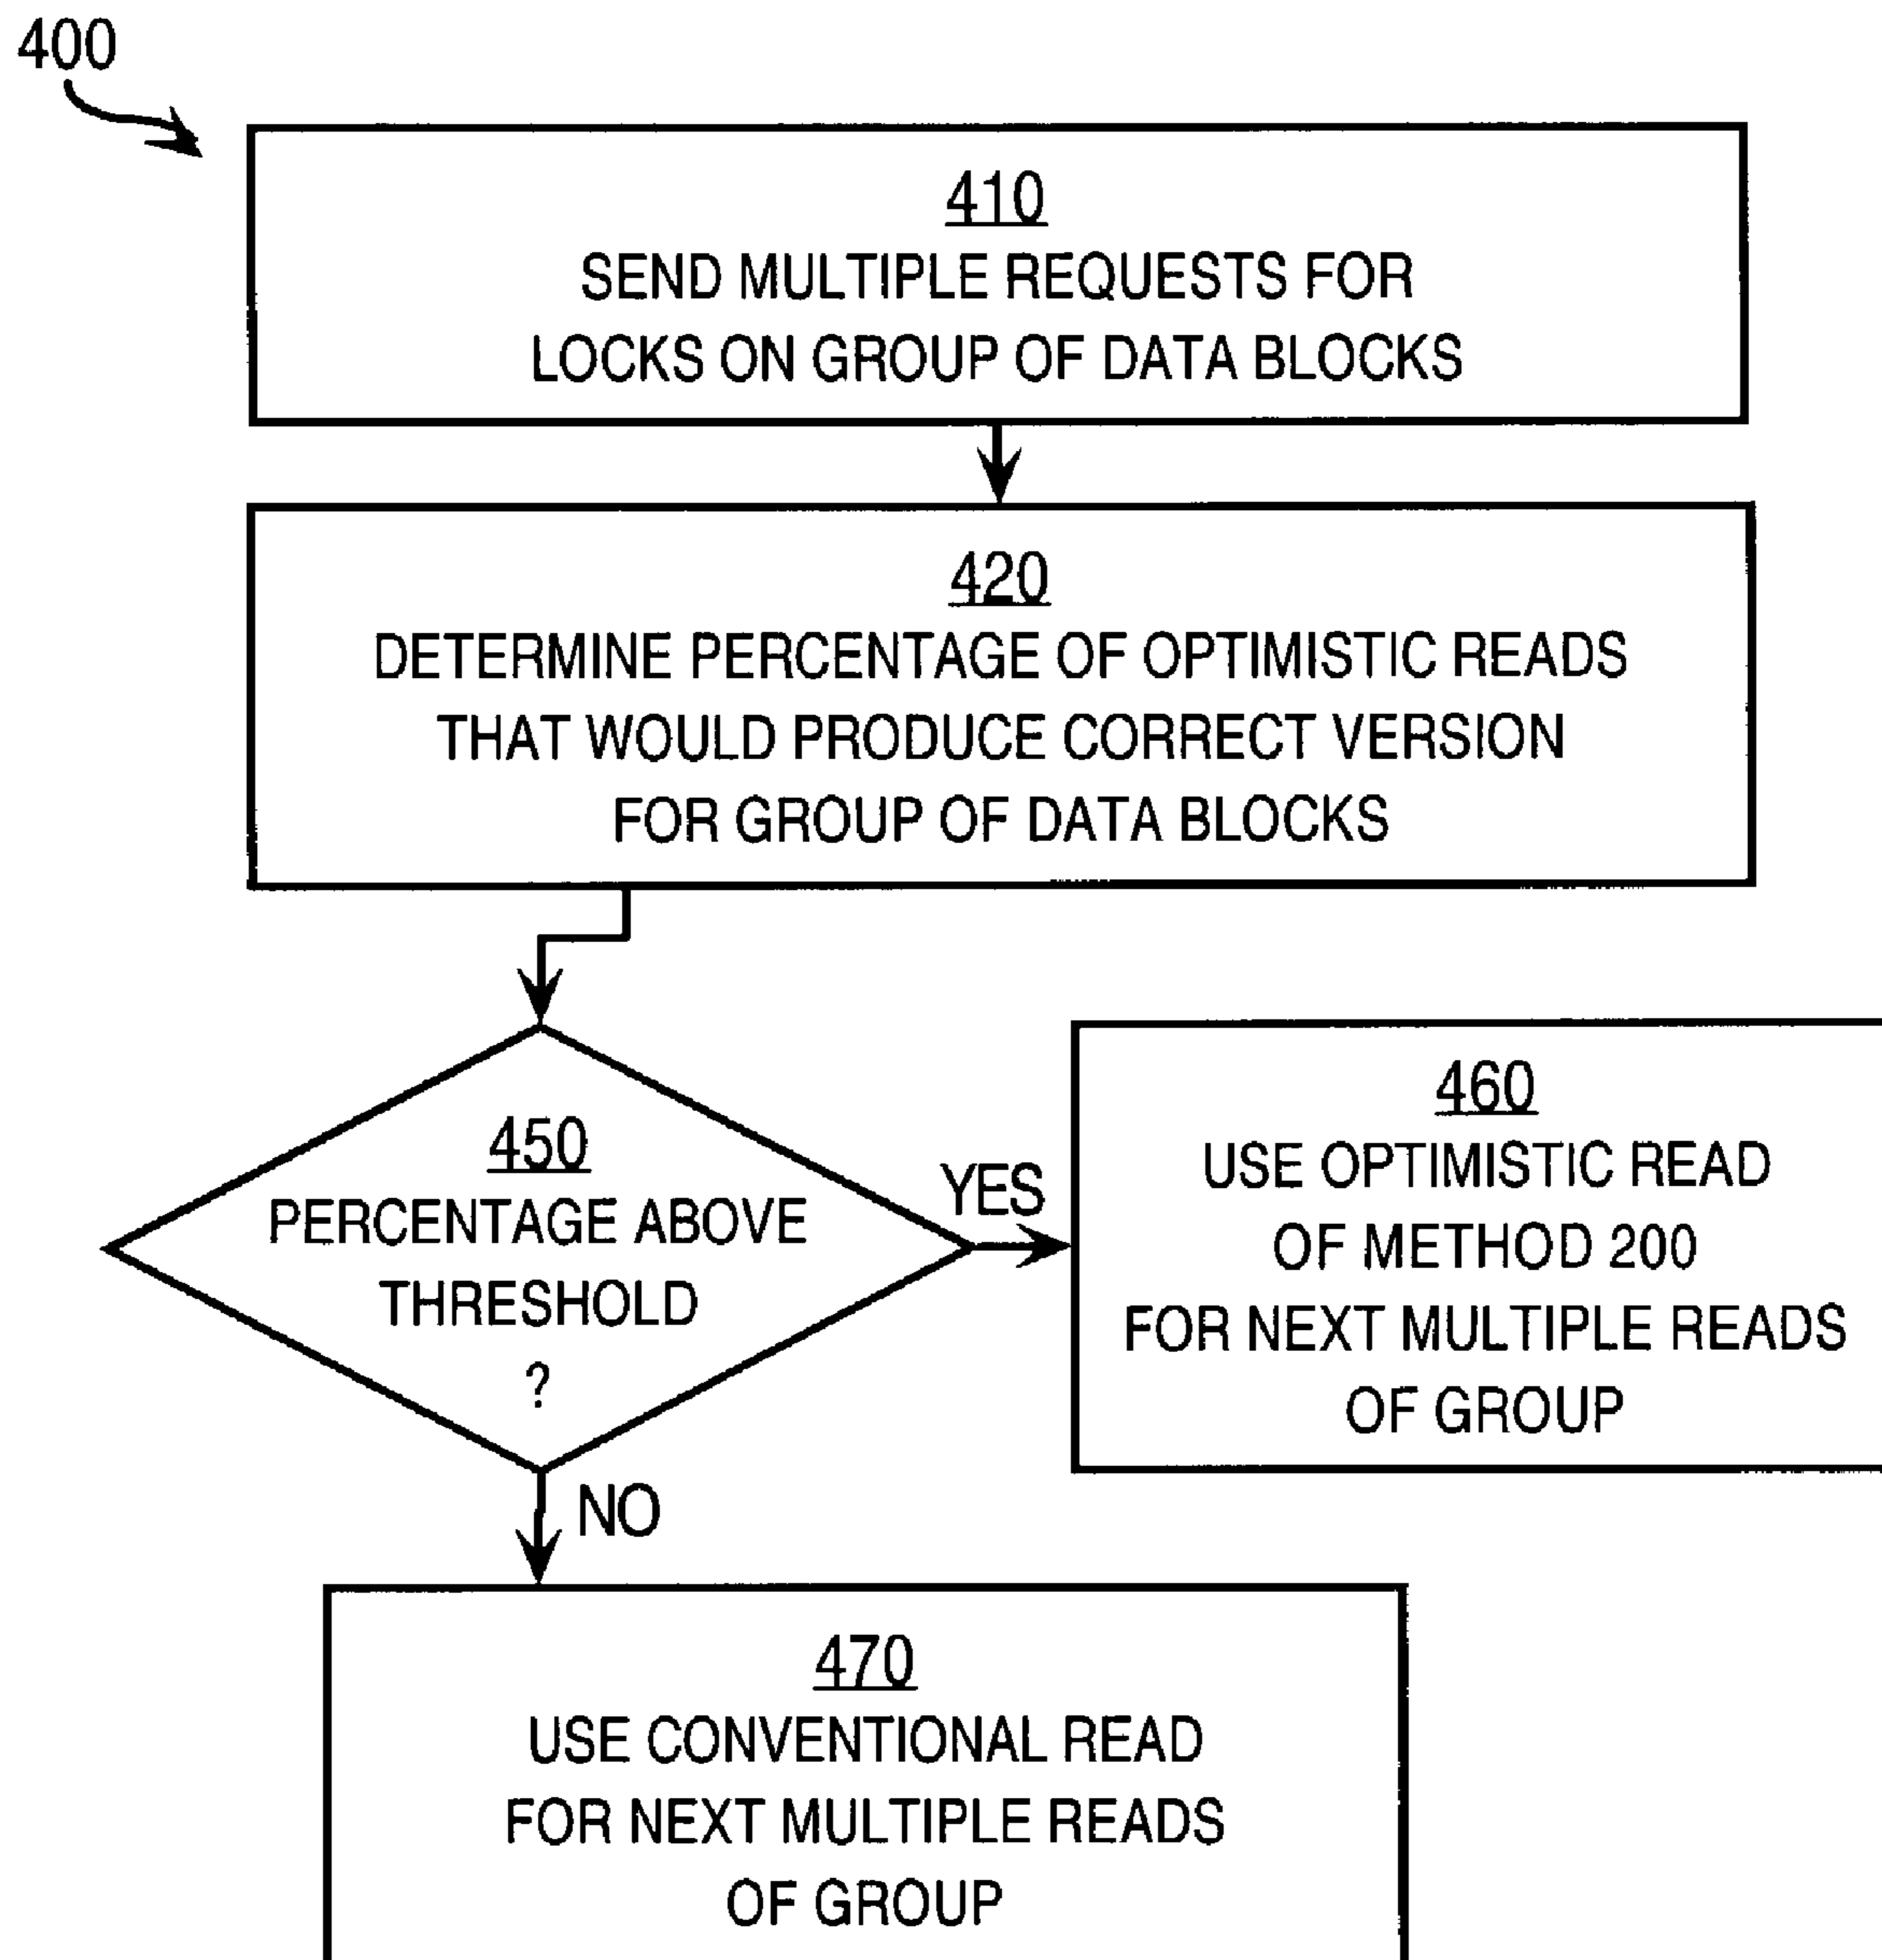 400
410
SEND MULTIPLE REQUESTS FOR
LOCKS ON GROUP OF DATA BLOCKS
420
DETERMINE PERCENTAGE OF OPTIMISTIC READS
THAT WOULD PRODUCE CORRECT VERSION
FOR GROUP OF DATA BLOCKS
450
PERCENTAGE ABOVE
THRESHOLD
?
YES
460
USE OPTIMISTIC READ
OF METHOD 200
FOR NEXT MULTIPLE READS
OF GROUP
NO
470
USE CONVENTIONAL READ
FOR NEXT MULTIPLE READS
OF GROUP